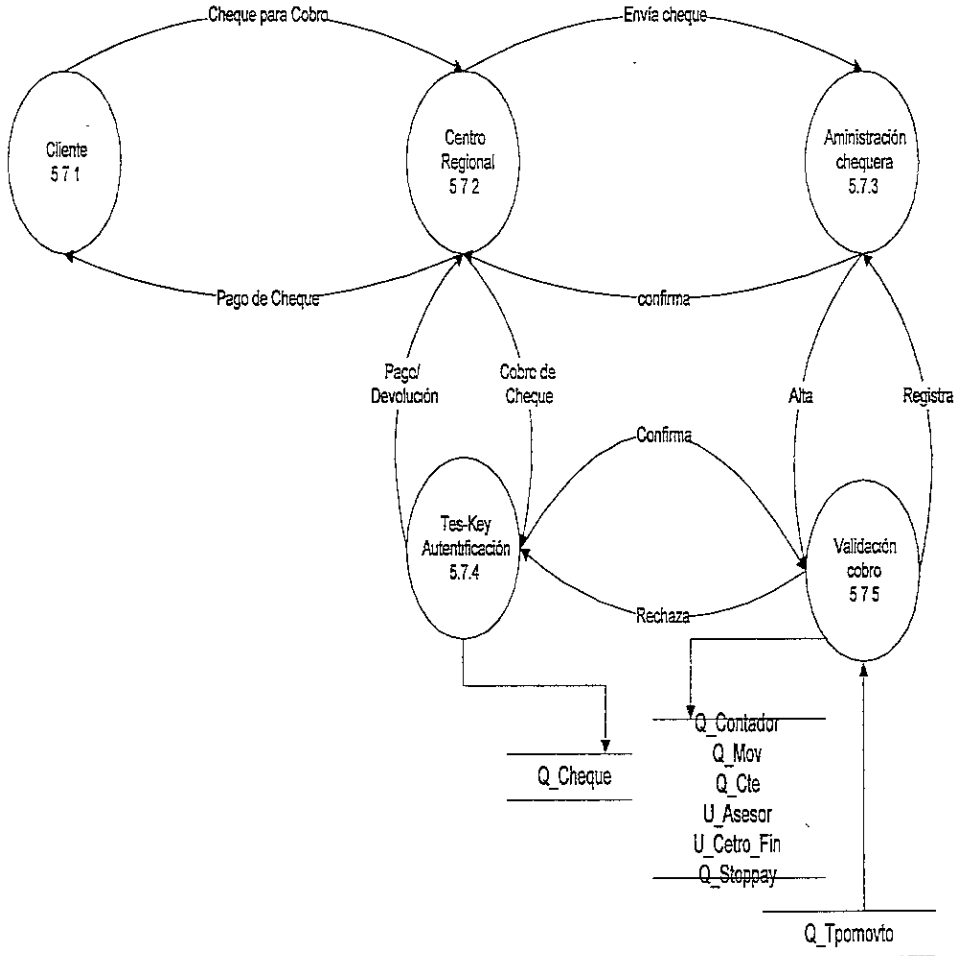 Cheque para Cobro
Envía cheque
Cliente
5 7 1
Centro
Regional
5 7 2
Aministración
chequera
5.7.3
Pago de Cheque
confirma
Pago/
Devolución
Cobro de
Cheque
Alta
Registra
Confirma
Tes-Key
Autentrficación
5.7.4
Validación
cobro
5 7 5
Rechaza
Q_Contador
Q_Mov
Q_Cte
U_Asesor
U_Cetro_Fin
Q_Stoppay
Q_Cheque
Q_Tpomovto